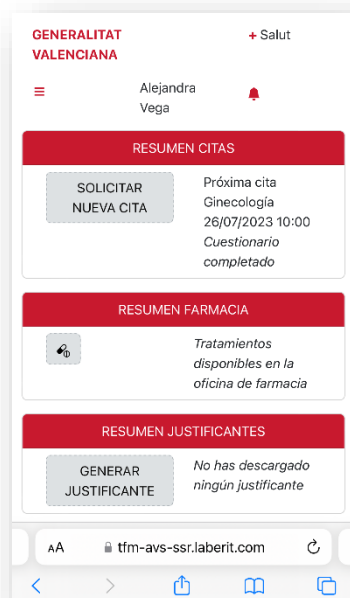 GENERALITAT
VALENCIANA
+ Salut
Alejandra
Vega
RESUMEN CITAS
SOLICITAR
NUEVA CITA
Próxima cita
Ginecología
26/07/2023 10:00
Cuestionario
completado
RESUMEN FARMACIA
Tratamientos
disponibles en la
oficina de farmacia
RESUMEN JUSTIFICANTES
GENERAR
JUSTIFICANTE
No has descargado
ningún justificante
AA
tfm-avs-ssr.laberit.com